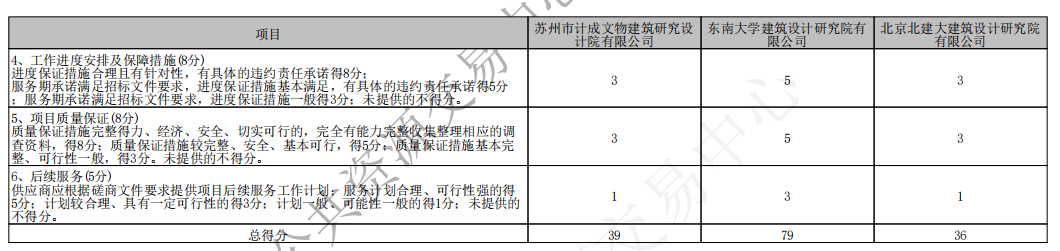 项目
苏州市计成文物建筑研究设
计院有限公司
东南大学建筑设计研究院有
限公司
北京北建大建筑设计研究院
有限公司
4、工作进度安排及保障措施(8分)
进度保证措施合理且有针对性，有具体的违约责任承诺得8分；
服务期承诺满足招标文件要求，进度保证措施基本满足，有具体的违约责任承诺得5分
；服务期承诺满足招标文件要求，进度保证措施一般得3分；未提供的不得分。
3
5
3
5、项目质量保证(8分)
质量保证措施完整得力、经济、安全、切实可行的，完全有能力完整收集整理相应的调
查资料，得8分；质量保证措施较完整、安全、基本可行，得5分；质量保证措施基本完
整、可行性一般，得3分。未提供的不得分。
3
5
3
6、后续服务(5分)
供应商应根据磋商文件要求提供项目后续服务工作计划；服务计划合理、可行性强的得
5分；计划较合理、具有一定可行性的得3分；计划一般、可能性一般的得1分；未提供的
不得分。
1
3
1
总得分
39
79
36
公共资源交易中心
交易中心